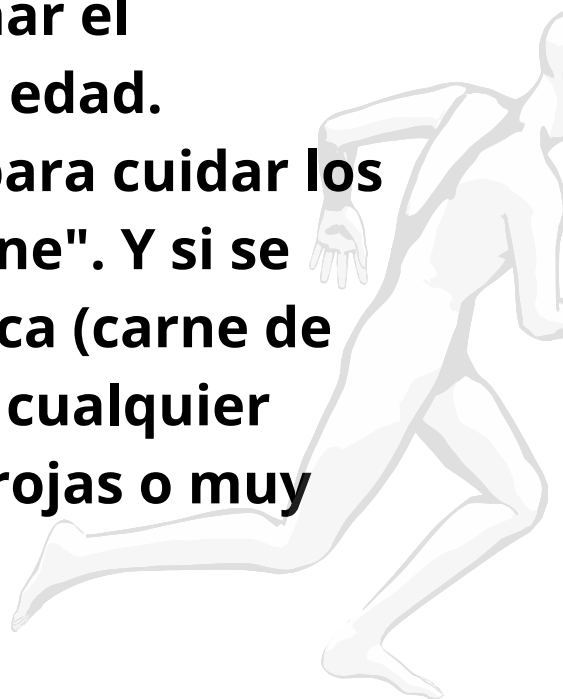 ar el
edad.
para cuidar los
ne". Y si se
ca (carne de
cualquier
rojas o muy